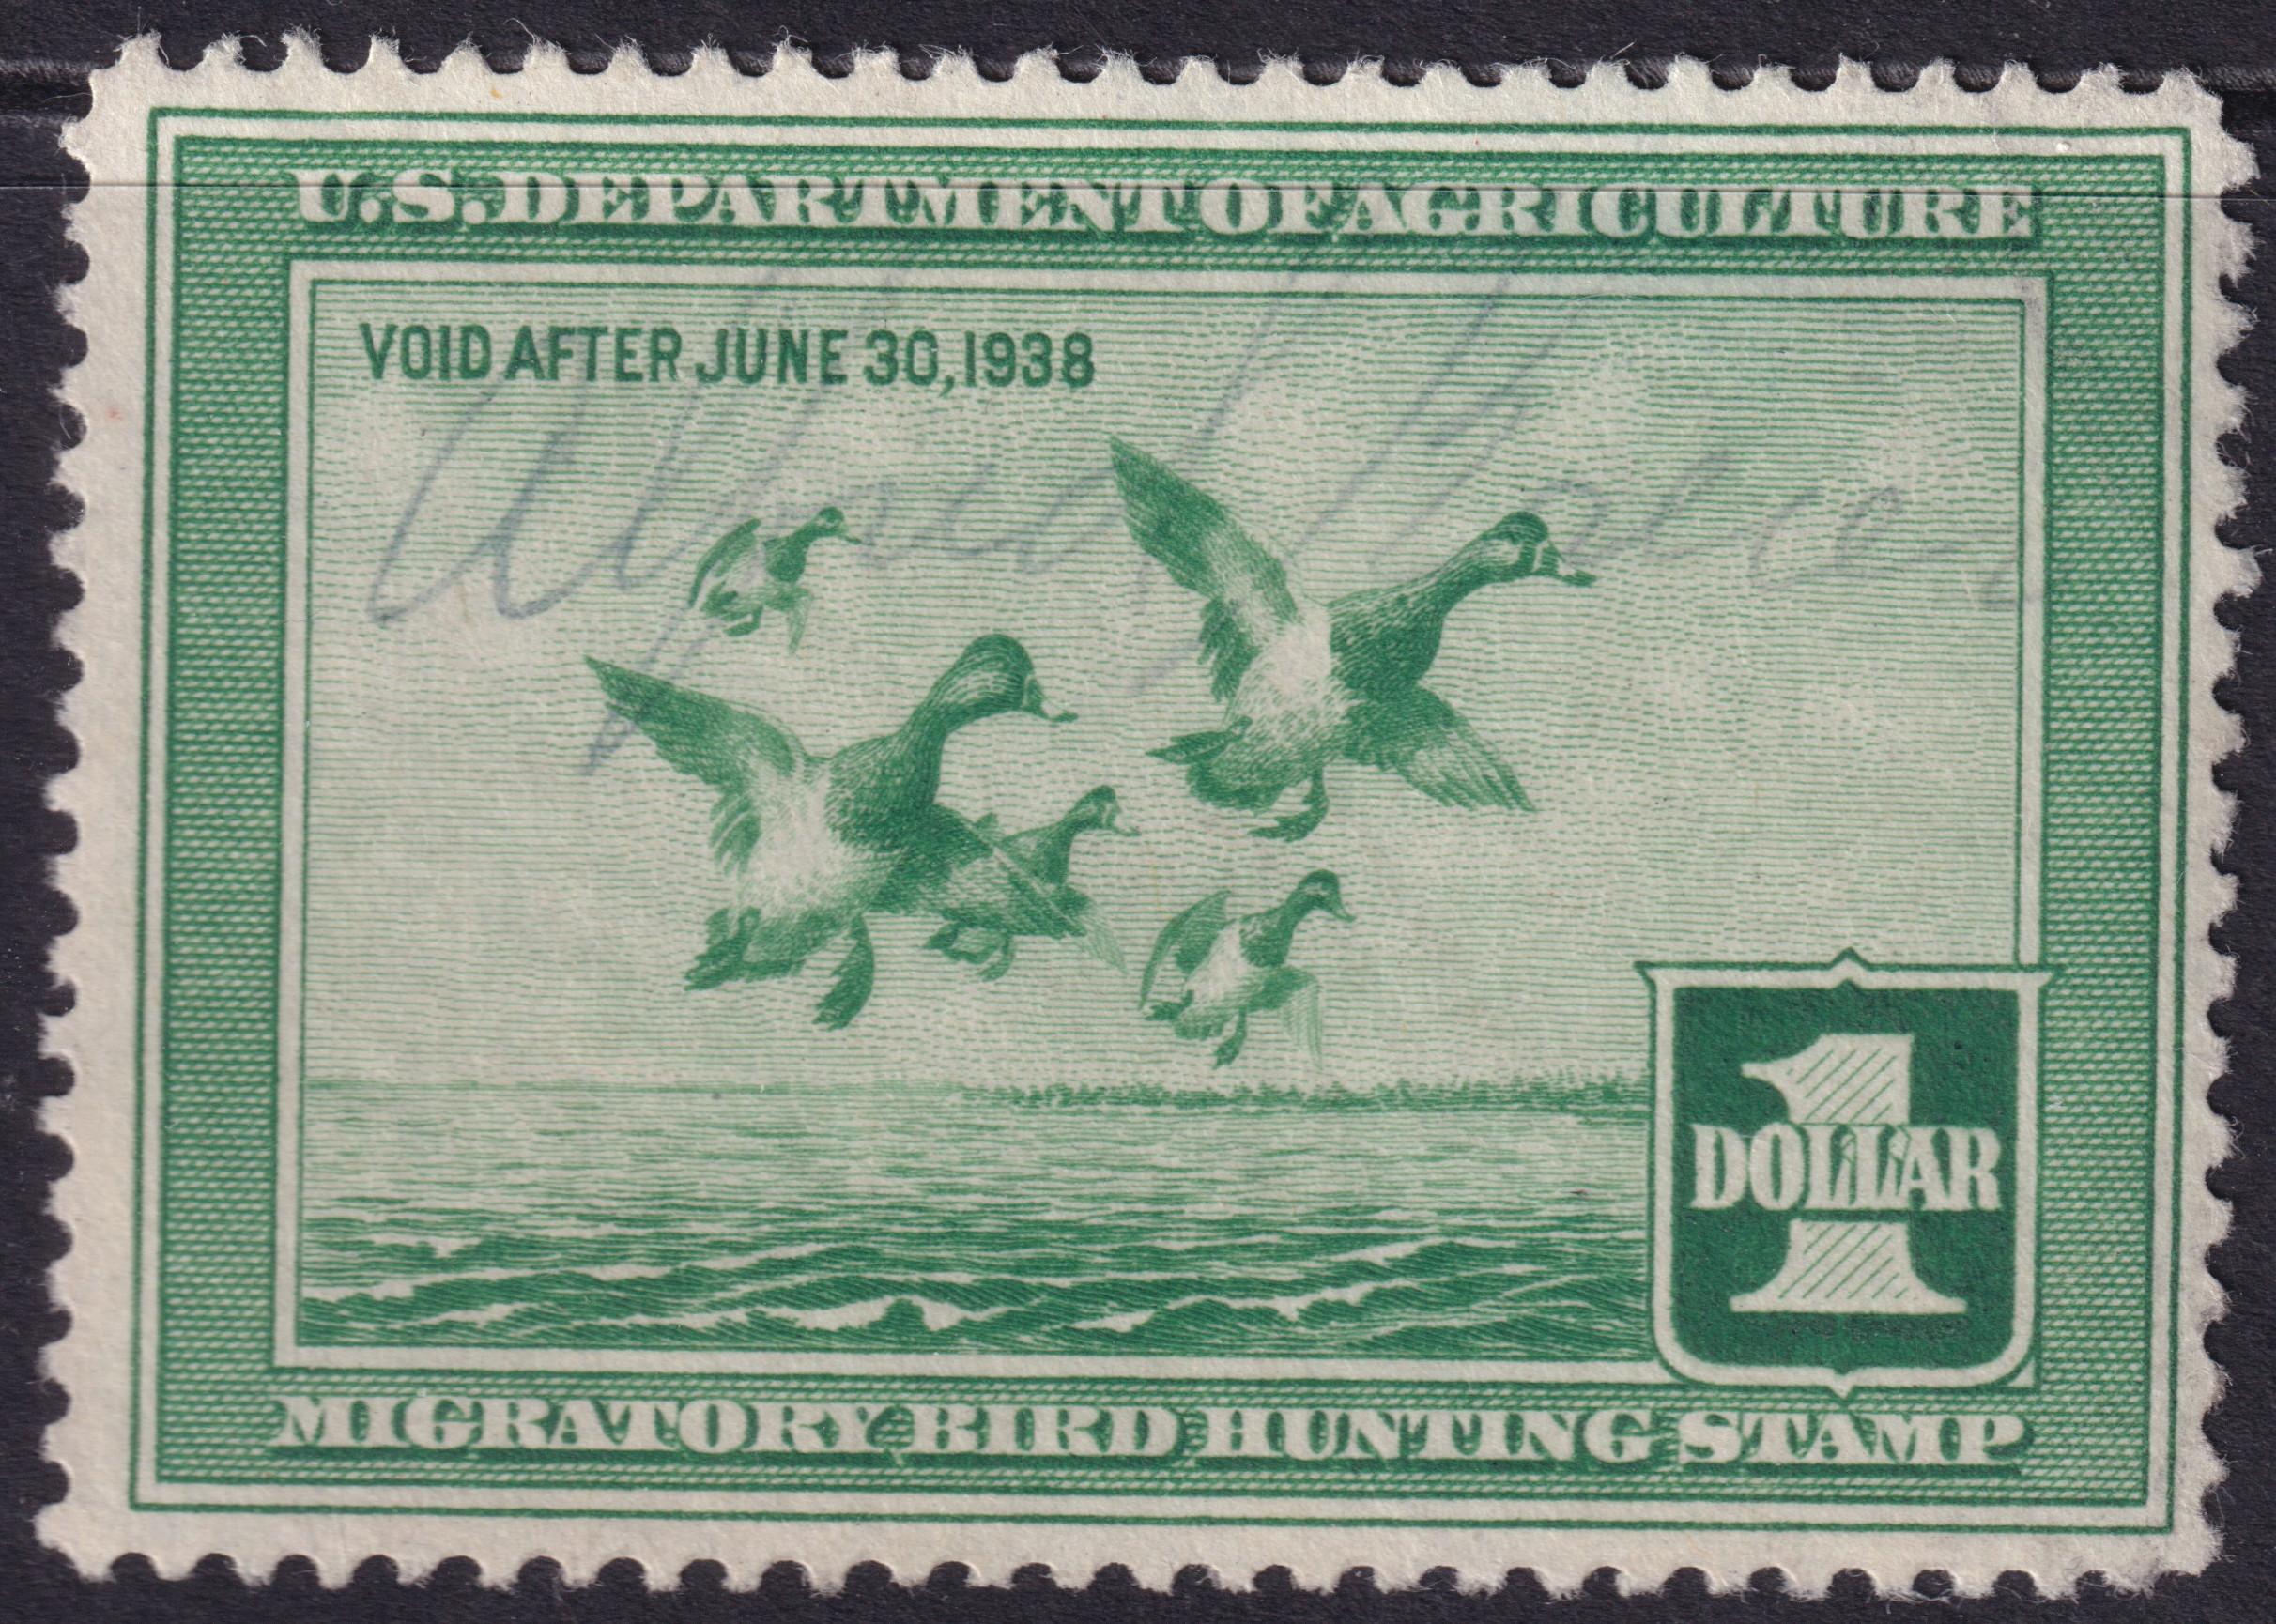 U.S. DEPARTMENT OF AGRICULTURE
VOID AFTER JUNE 30, 1938
1
DOLLAR
MIGRATORY BIRD HUNTING STAMP